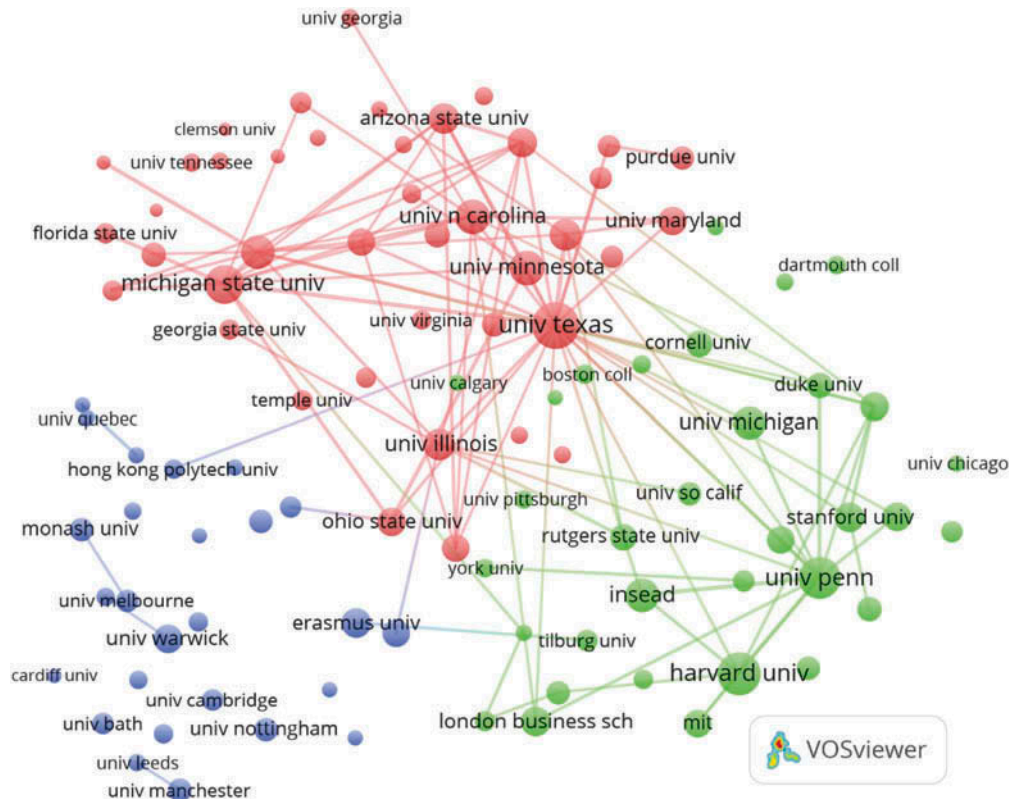 univ georgia
arizona state univ
clemson univ
univ tennessee
purdue univ
univ n carolina
univ maryland
florida state univ
dartmouth coll
univ minnesota
michigan state univ
univ virginia
univ texas
georgia state univ
cornell univ
boston coll
univ calgary
duke univ
temple univ
univ quebec
univ michigan
univ illinois
univ chicago
hong kong polytech univ
univ pittsburgh
univ so calif
ohio state univ
stanford univ
monash univ
rutgers state univ
york univ
univ penn
insead
univ melbourne
erasmus univ
univ warwick
tilburg univ
cardiff univ
harvard univ
univ cambridge
london business sch
mit
univ bath
univ nottingham
VOSviewer
univ leeds
univ manchester